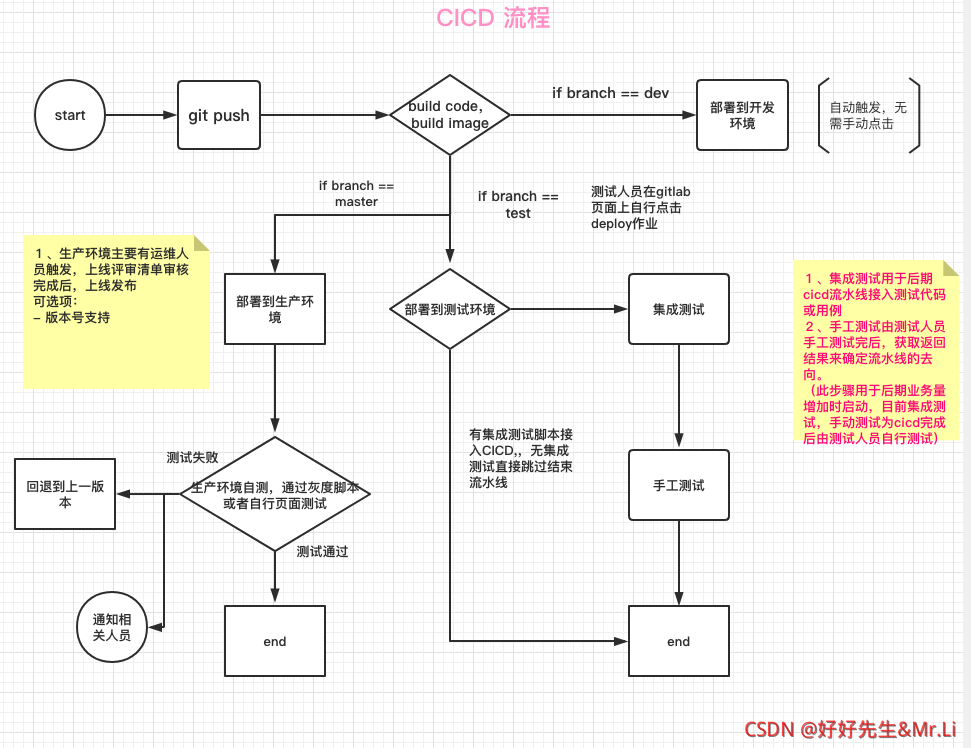 CICD 流程
start
git push
build code，
build image
if branch == dev
部署到开发
环境
自动触发，无
需手动点击
if branch ==
master
if branch ==
test
测试人员在gitlab
页面上自行点击
deploy作业
1、生产环境主要有运维人
员触发，上线评审清单审核
完成后，上线发布
可选项：
– 版本号支持
部署到生产环
境
部署到测试环境
集成测试
1、集成测试用于后期
cicd流水线接入测试代码
或用例
2、手工测试由测试人员
手工测试完后，获取返回
结果来确定流水线的去
向。
（此步骤用于后期业务量
增加时启动，目前集成测
试，手动测试为cicd完成
后由测试人员自行测试）
测试失败
回退到上一版
本
生产环境自测，通过灰度脚本
或者自行页面测试
有集成测试脚本接
入CICD,，无集成
测试直接跳过结束
流水线
手工测试
测试通过
通知相
关人员
end
end
CSDN @好好先生&Mr.Li